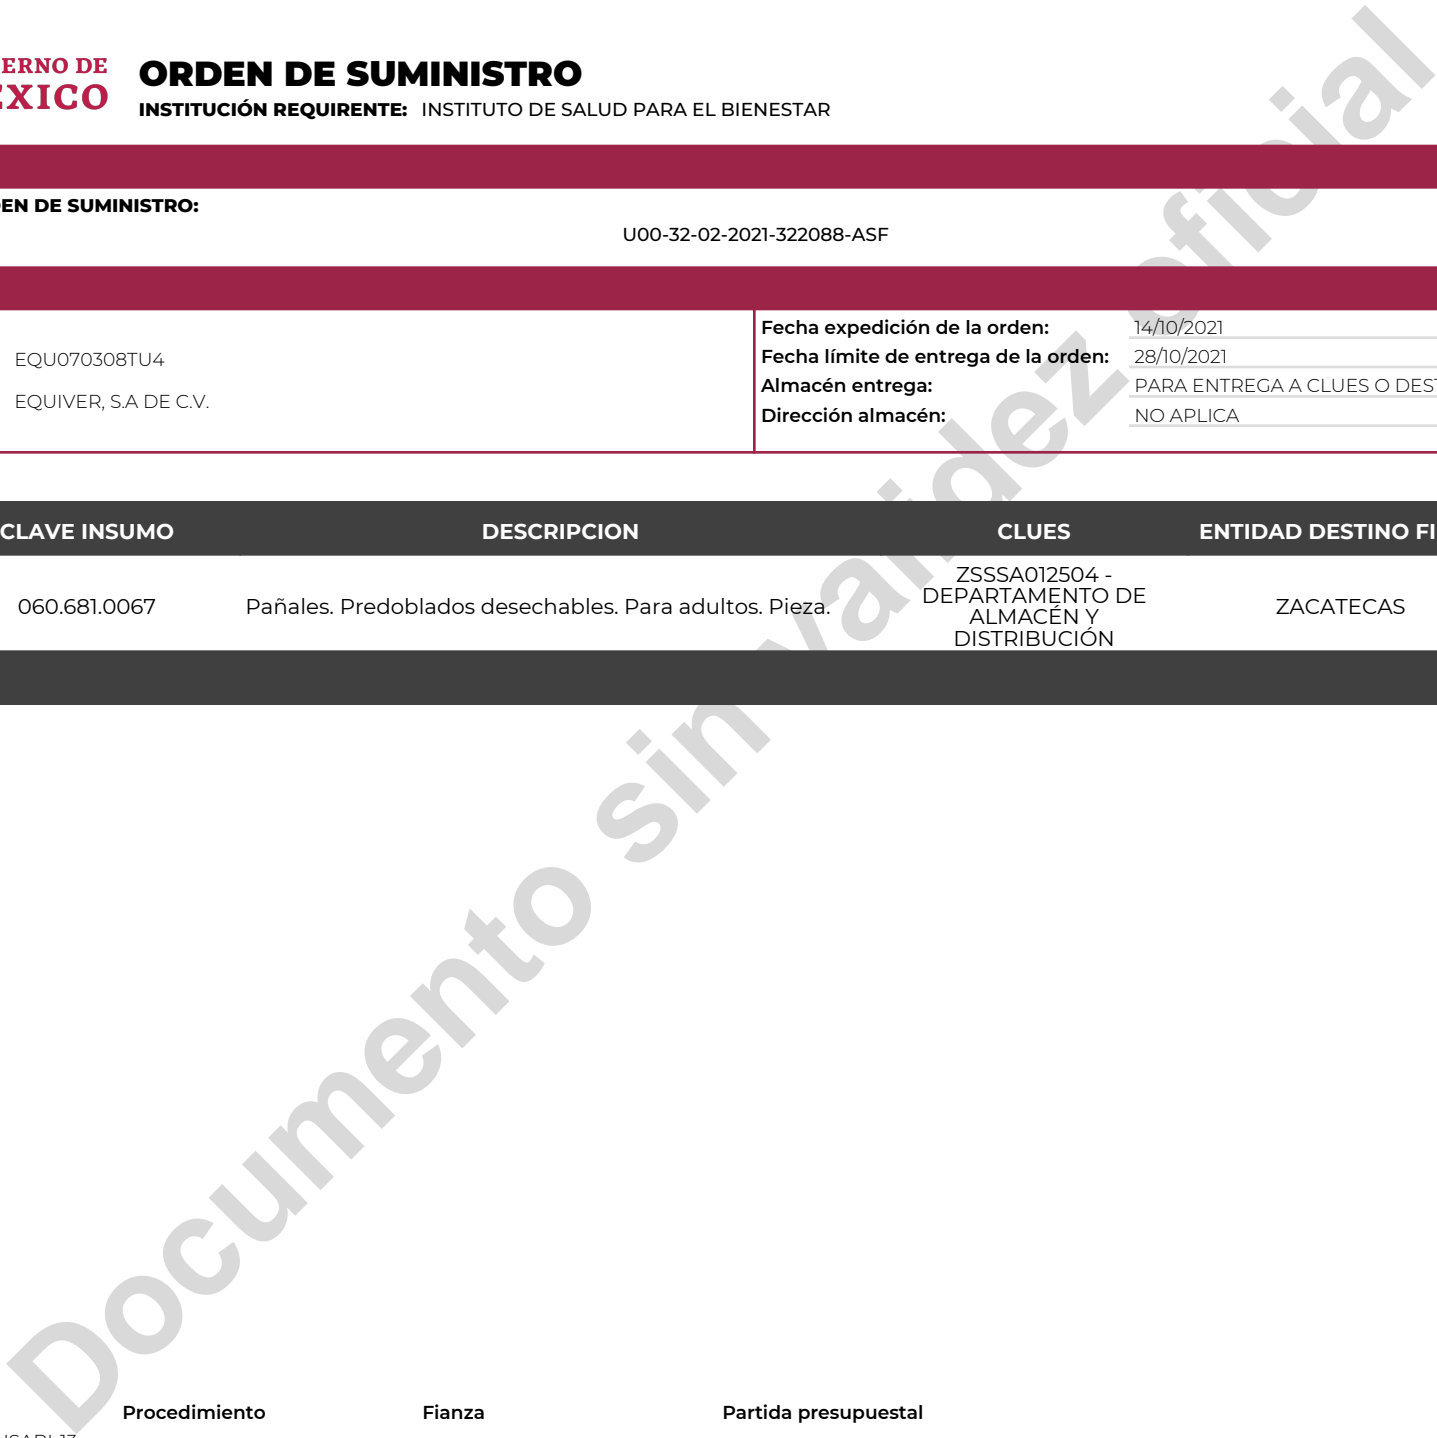 ERNO DE
EXICO
ORDEN DE SUMINISTRO
INSTITUCIÓN REQUIRENTE: INSTITUTO DE SALUD PARA EL BIENESTAR
EN DE SUMINISTRO:
U00-32-02-2021-322088-ASF
EQU070308TU4
EQUIVER, S.A DE C.V.
Fecha expedición de la orden: 14/10/2021
Fecha límite de entrega de la orden: 28/10/2021
Almacén entrega: PARA ENTREGA A CLUES O DEST
Dirección almacén: NO APLICA
CLAVE INSUMO DESCRIPCION CLUES ENTIDAD DESTINO FI
060.681.0067 Pañales. Predoblados desechables. Para adultos. Pieza.
ZSSSA012504 -
DEPARTAMENTO DE
ALMACÉN Y
DISTRIBUCIÓN
ZACATECAS
Documento sin validez oficial
Procedimiento Fianza Partida presupuestal